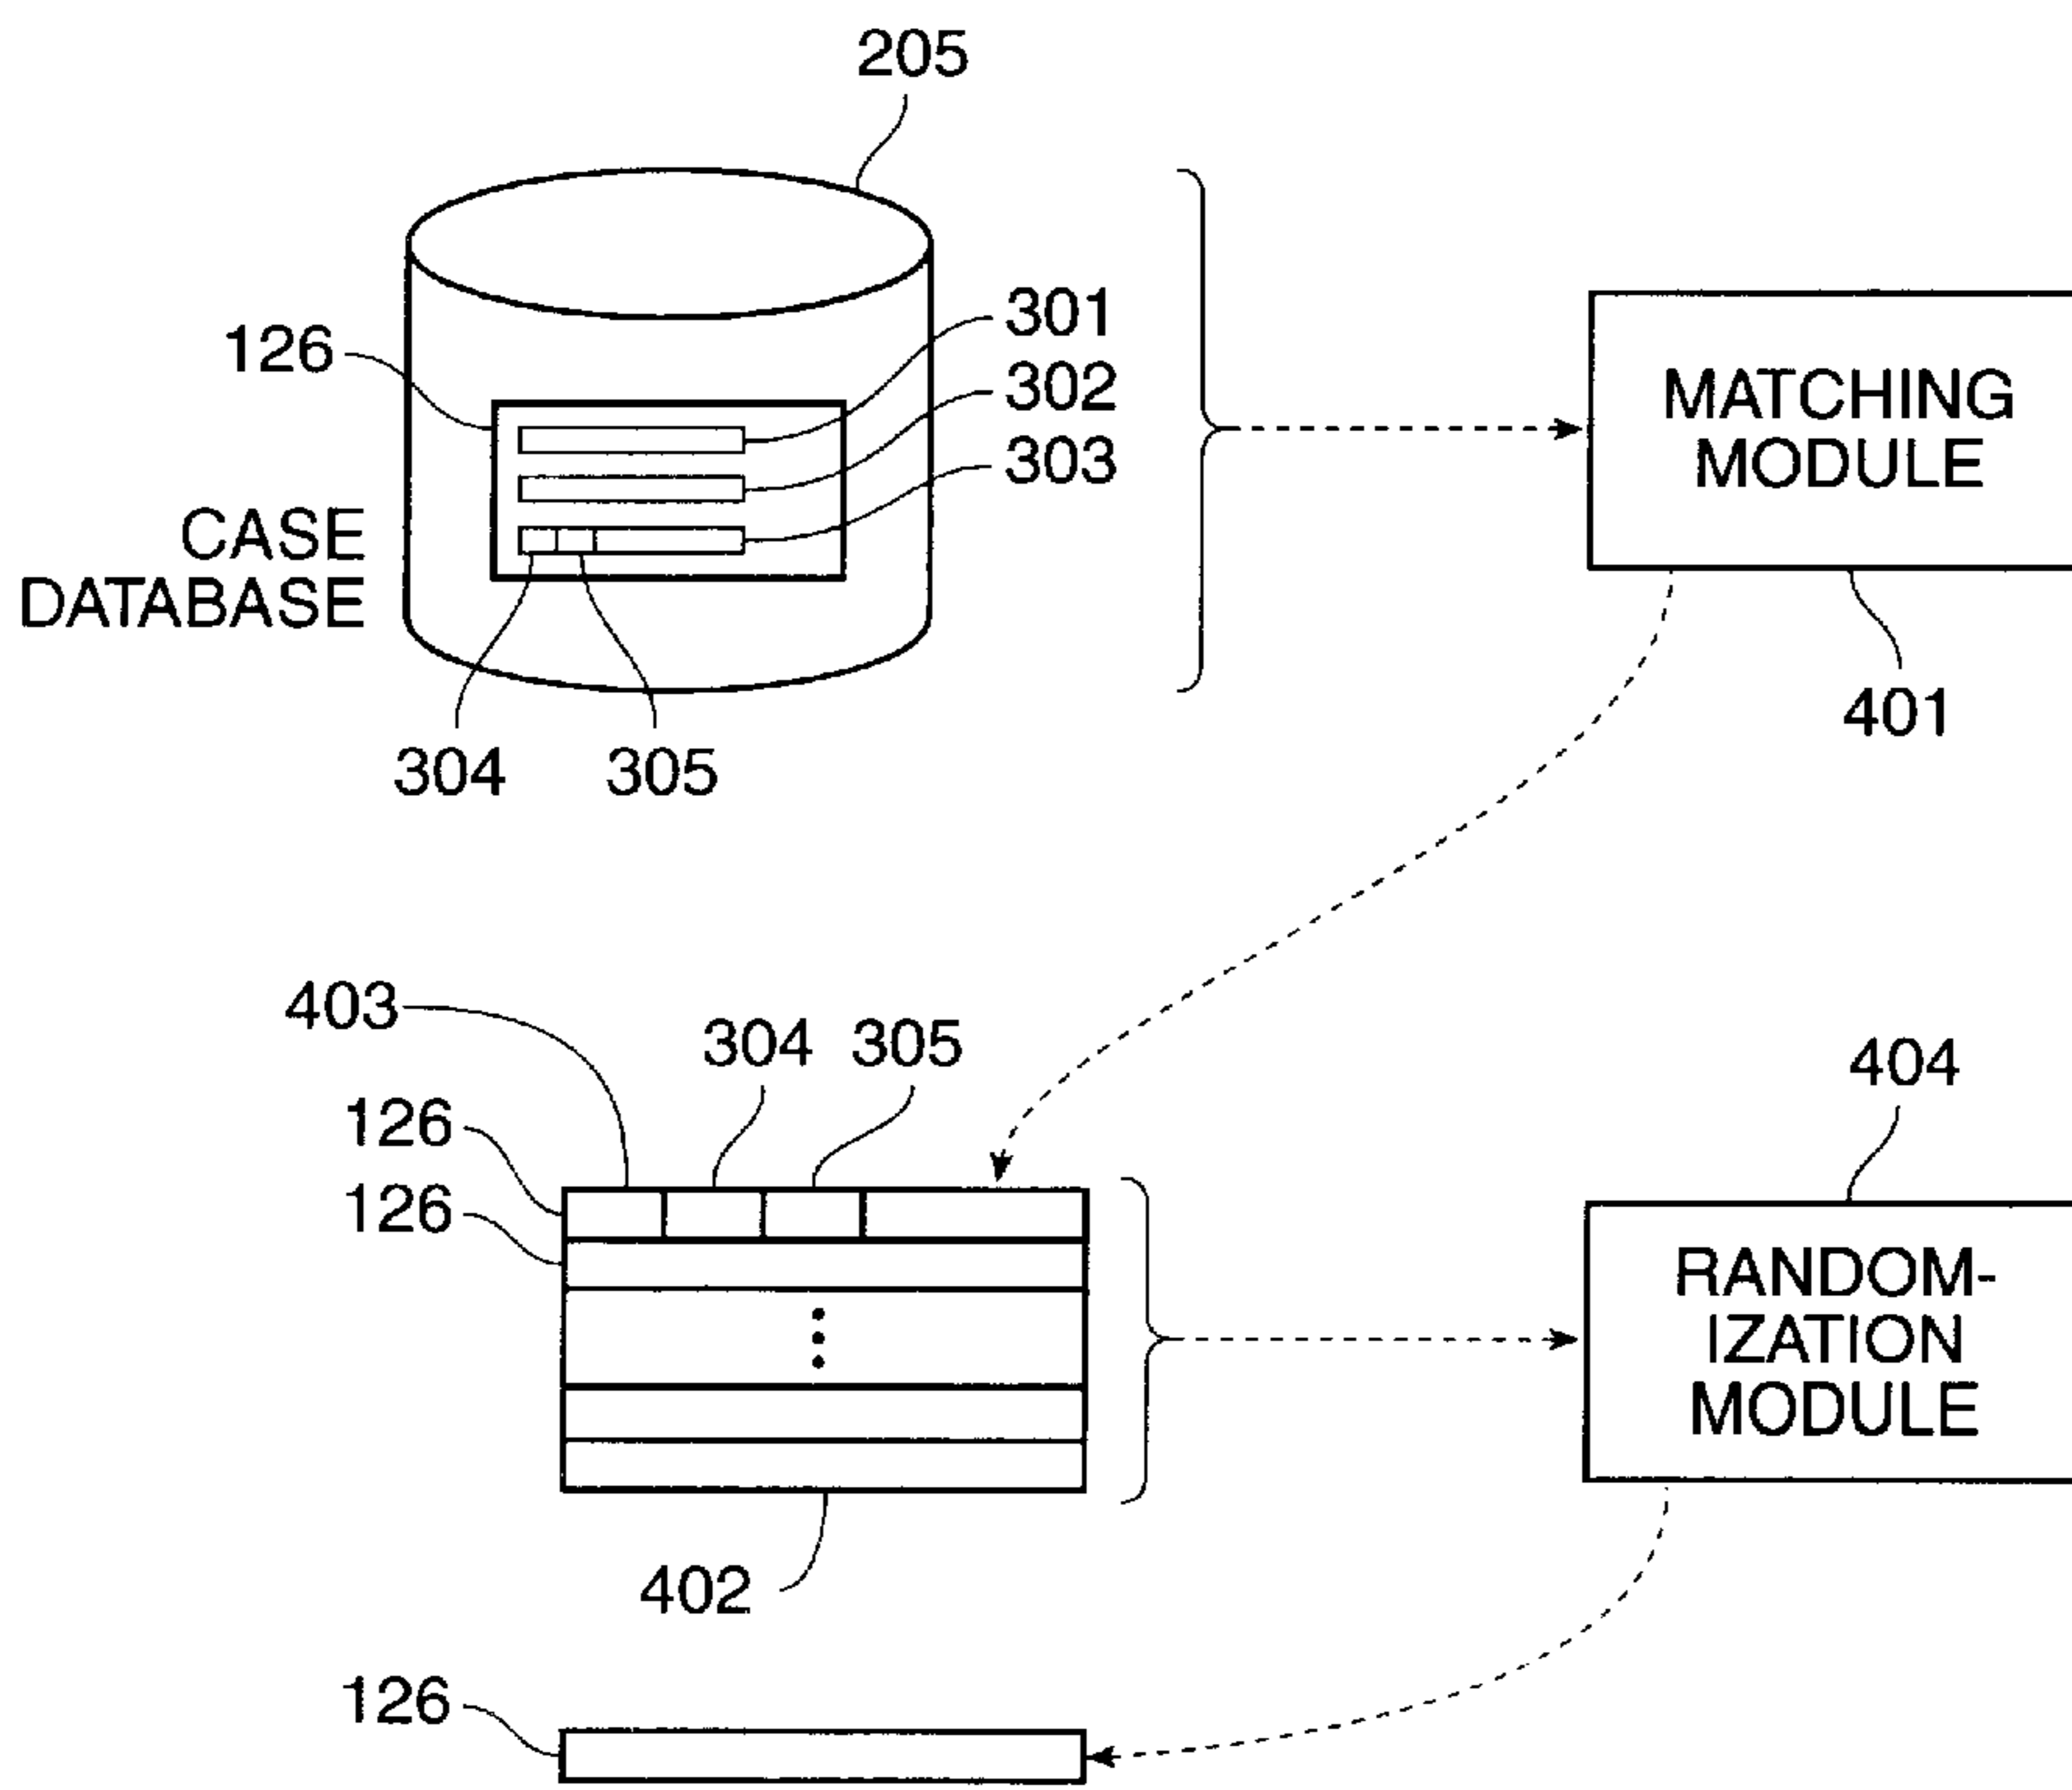 205
301
126
302
303
MATCHING
MODULE
CASE
DATABASE
304
305
401
403
304
305
404
126
126
RANDOM-
IZATION
MODULE
402
126